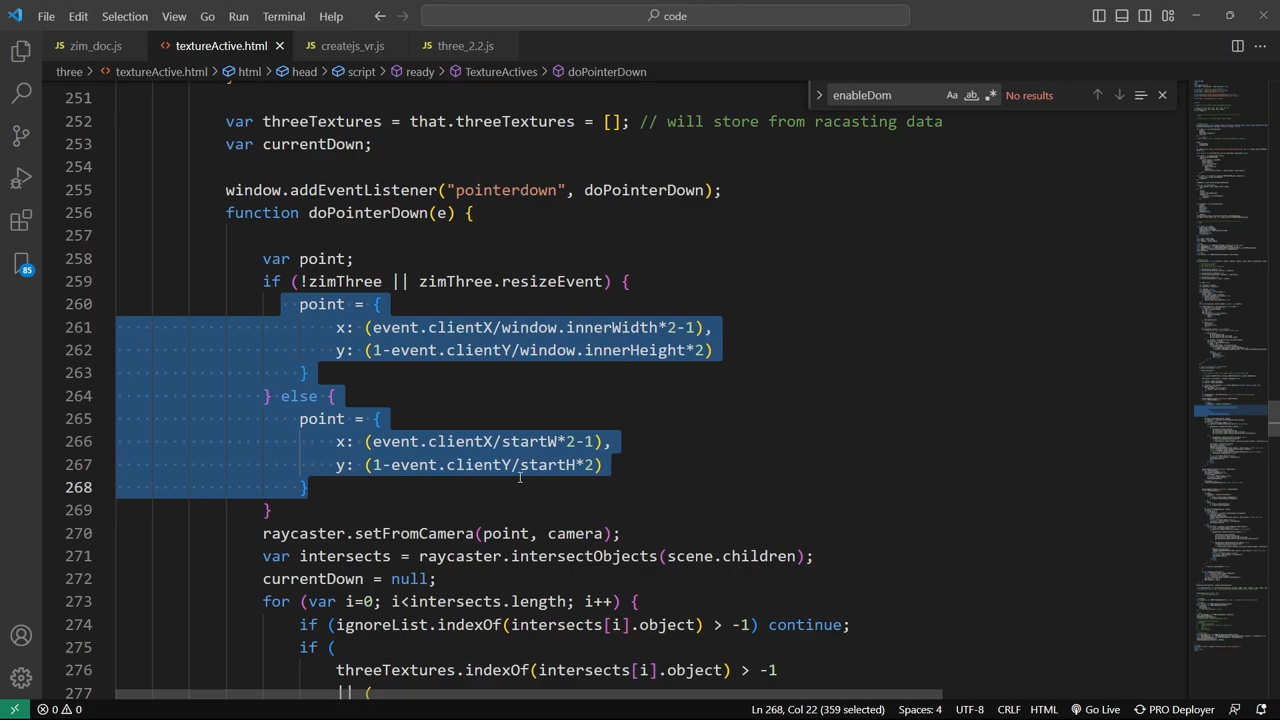 File Edit Selection View Go Run Terminal Help
code
zim_doc.js
textureActive.html
createjs_vr.js
three_2.2.js
three > textureActive.html > html > head > script > ready > TextureActives > doPointerDown
enableDom
ab
No results
251
252 var threeTextures = that.threeTextures = []; // will store from racasting data
253 var currentDown;
254
255 window.addEventListener("pointerdown", doPointerDown);
256 function doPointerDown(e) {
257
258 var point;
259 if (!zimThree || zimThree.resizeEvent) {
260 point = {
261 x: (event.clientX/window.innerWidth*2-1),
262 y: (1-event.clientY/window.innerHeight*2)
263 }
264 } else {
265 point = {
266 x: (event.clientX/startW*2-1),
267 y: (1-event.clientY/startH*2)
268 }
269 }
270 raycaster.setFromCamera(point, camera);
271 var intersects = raycaster.intersectObjects(scene.children);
272 currentDown = null;
273 for (var i=0; i<intersects.length; i++) {
274 if (ignoreList.indexOf(intersects[i].object) > -1) continue;
275 if (
276 threeTextures.indexOf(intersects[i].object) > -1
277 || (
85
0 0
Ln 268, Col 22 (359 selected) Spaces: 4 UTF-8 CRLF HTML Go Live PRO Deployer